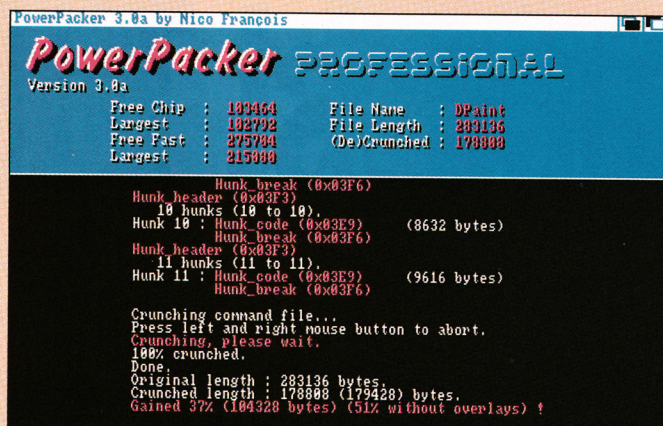 PowerPacker 3.0a by Nico François
PowerPacker PROFESSIONAL
Version 3.0a
Free Chip : 103464 File Name : DPaint
Largest : 102792 File Length : 283136
Free Fast : 275704 (De)Crunched : 178808
Largest : 215080
Hunk_break (0x03F6)
Hunk_header (0x03F3)
10 hunks (10 to 10).
Hunk 10 : Hunk_code (0x03E9) (8632 bytes)
Hunk_break (0x03F6)
Hunk_header (0x03F3)
11 hunks (11 to 11).
Hunk 11 : Hunk_code (0x03E9) (9616 bytes)
Hunk_break (0x03F6)
Crunching command file...
Press left and right mouse button to abort.
Crunching, please wait.
100% crunched.
Done.
Original length : 283136 bytes.
Crunched length : 178808 (179428) bytes.
Gained 37% (104328 bytes) (51% without overlays) !